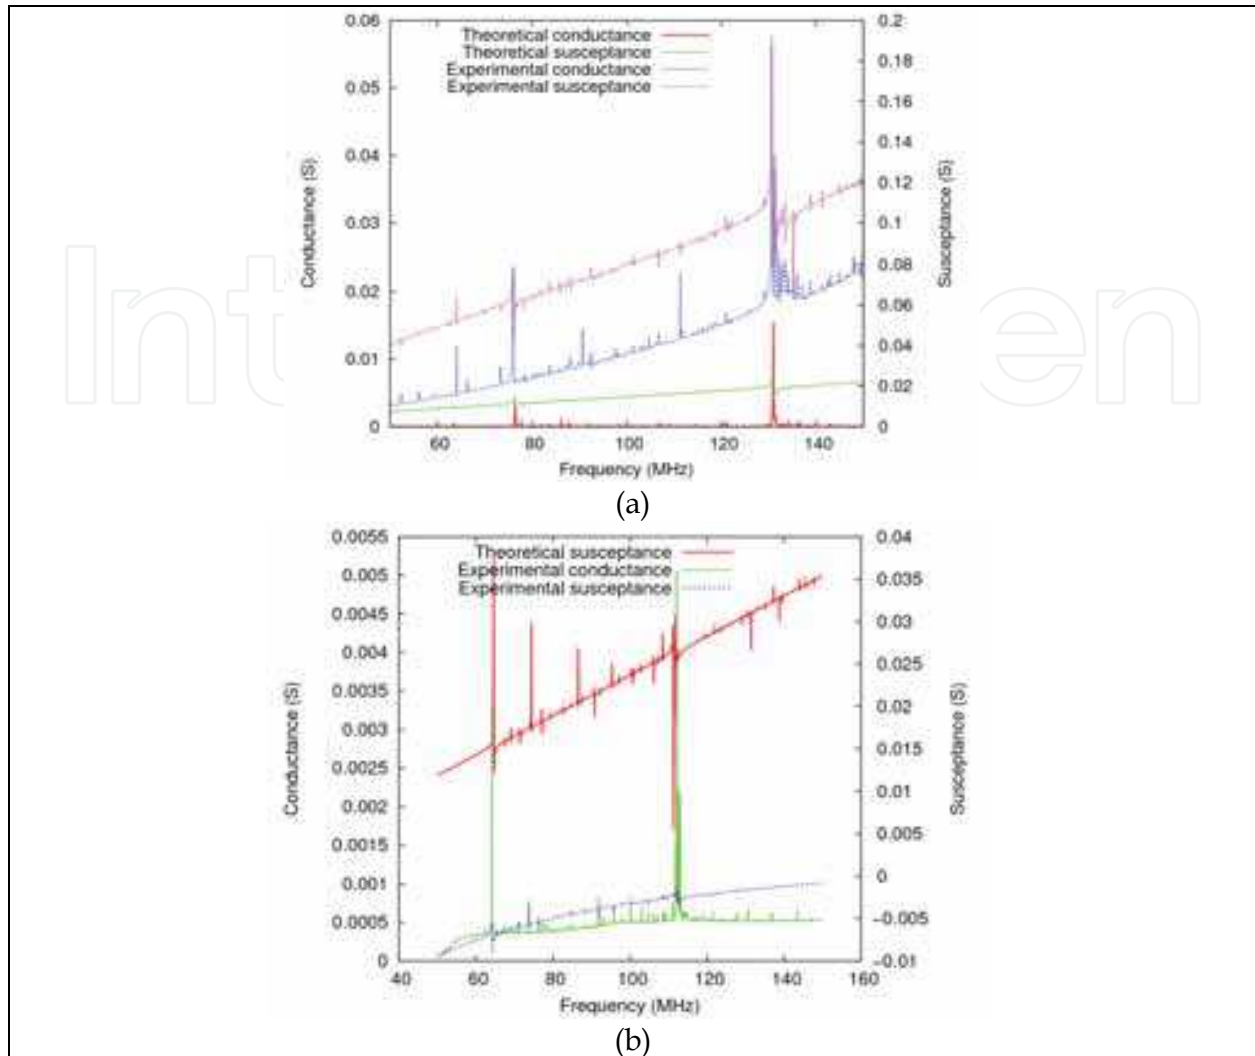 0.06 0.2
Theoretical conductance
Theoretical susceptance
Experimental conductance
Experimental susceptance
0.18
0.05
0.16
0.14
0.04
0.12
Conductance (S)
0.03 0.1
Susceptance (S)
0.08
0.02
0.06
0.04
0.01
0.02
0 0
60 80 100 120 140
Frequency (MHz)
(a)
0.0055 0.04
Theoretical susceptance
Experimental conductance
Experimental susceptance
0.005 0.035
0.0045
0.03
0.004
0.025
0.0035
Conductance (S)
0.003
0.02
Susceptance (S)
0.0025
0.015
0.002
0.01
0.0015
0.005
0.001
0
0.0005
−0.005
0 −0.01
40 60 80 100 120 140 160
Frequency (MHz)
(b)